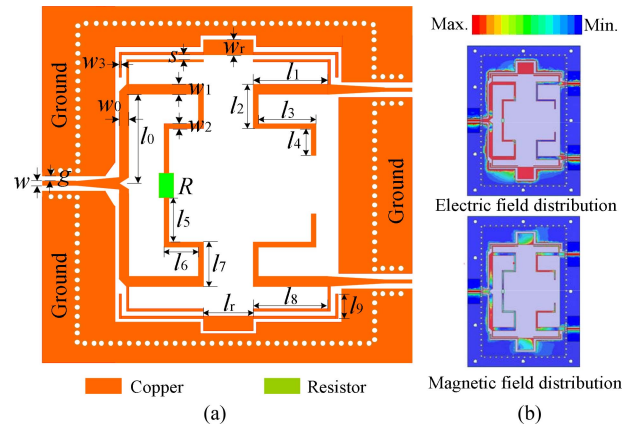 Max.
Min.
Ground
Ground
Ground
w3
s
wr
l1
w1
l2
l3
w0
l0
w2
l4
w
g
R
l5
l6
l7
lr
l8
l9
Electric field distribution
Magnetic field distribution
Copper
Resistor
(a)
(b)